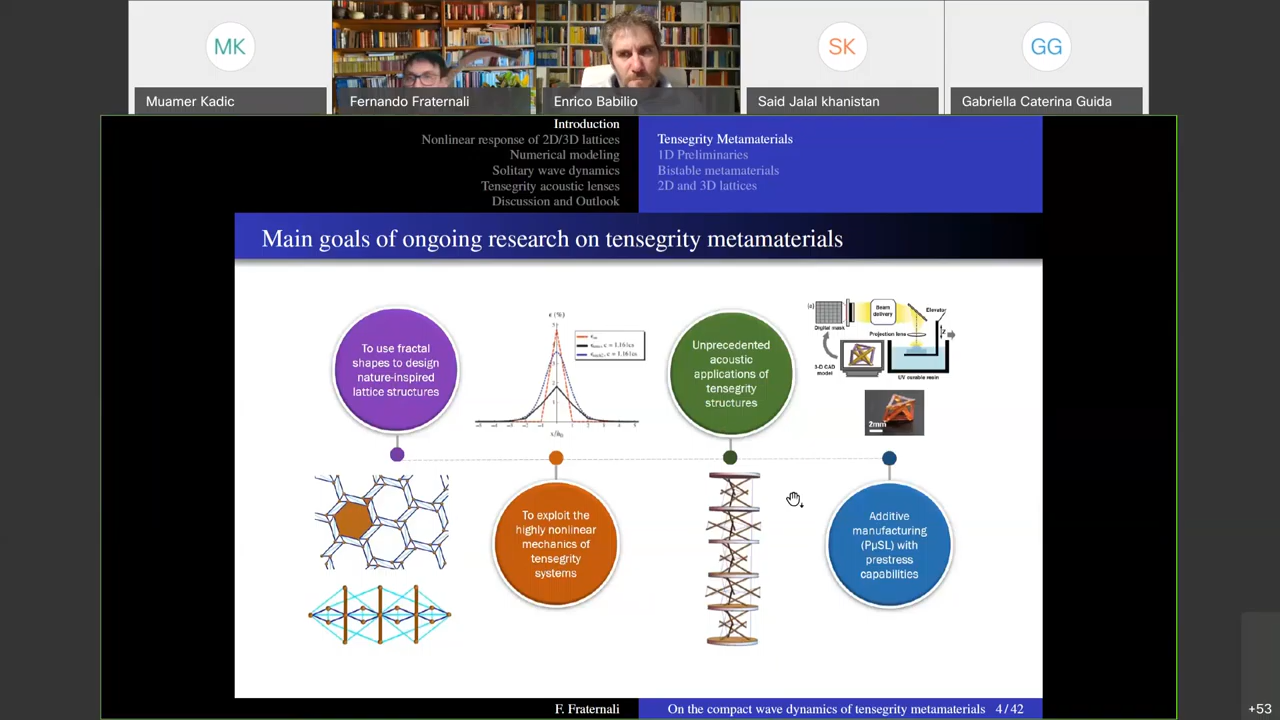 MK
SK
GG
Muamer Kadic
Fernando Fraternali
Enrico Babilio
Said Jalal khanistan
Gabriella Caterina Guida
Introduction
Nonlinear response of 2D/3D lattices
Numerical modeling
Solitary wave dynamics
Tensegrity acoustic lenses
Discussion and Outlook
Tensegrity Metamaterials
1D Preliminaries
Bistable metamaterials
2D and 3D lattices
Main goals of ongoing research on tensegrity metamaterials
To use fractal
shapes to design
nature-inspired
lattice structures
ϵ (%)
Unprecedented
acoustic
applications of
tensegrity
structures
(a)
Digital mask
Beam
delivery
Elevator
Projection lens
3-D CAD
model
UV curable resin
2mm
To exploit the
highly nonlinear
mechanics of
tensegrity
systems
Additive
manufacturing
(PμSL) with
prestress
capabilities
F. Fraternali
On the compact wave dynamics of tensegrity metamaterials
4 / 42
+53